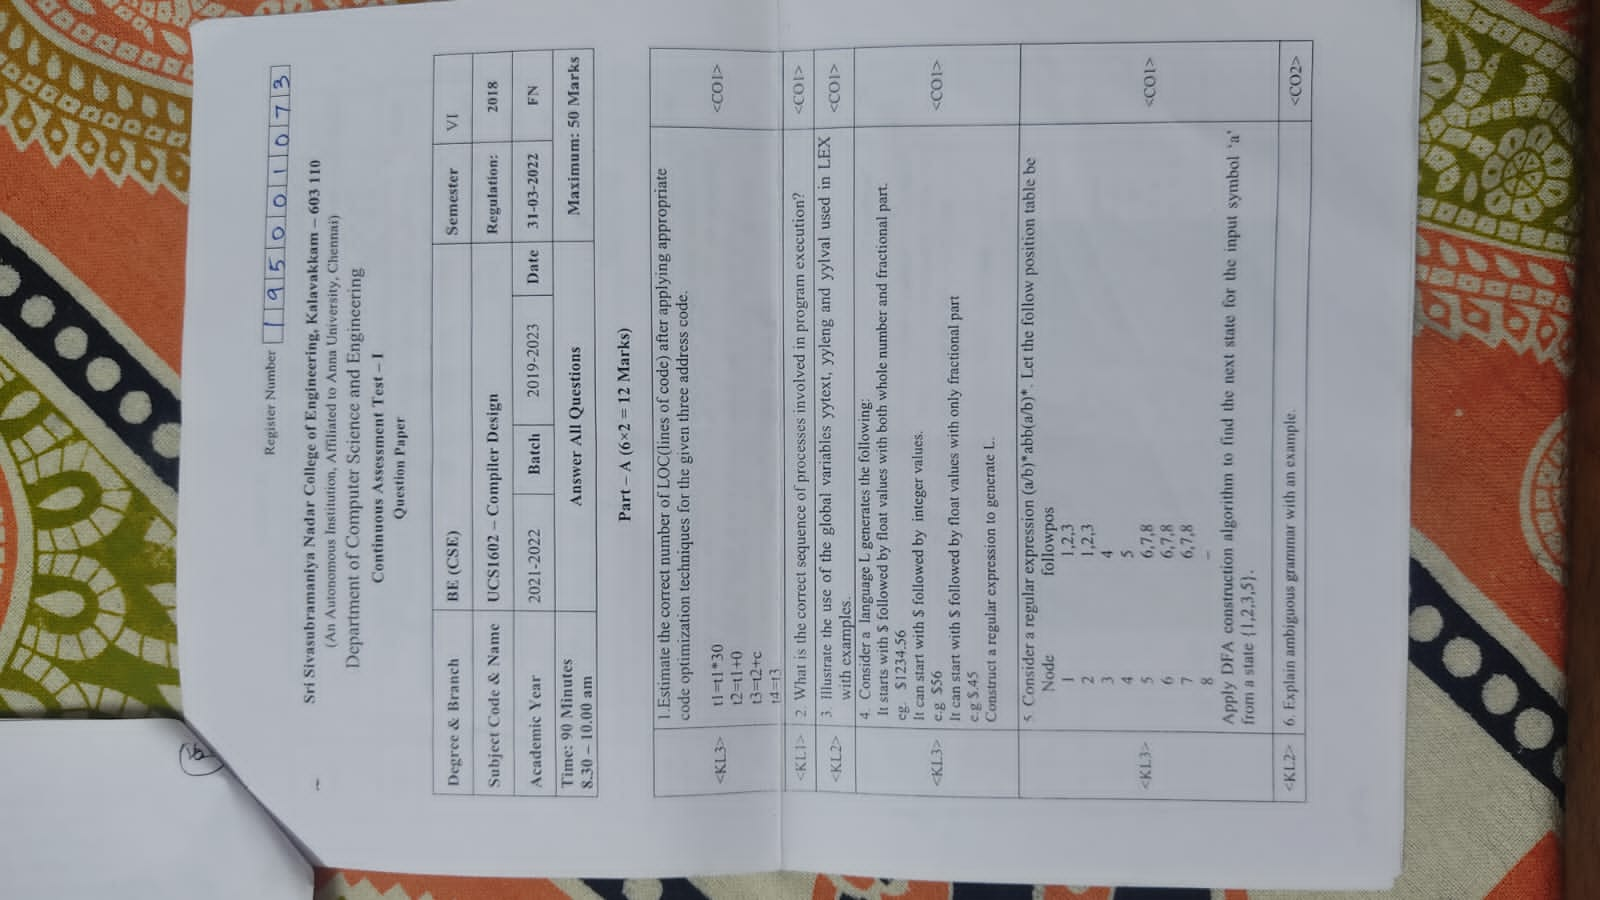 Register Number 1 9 5 0 0 1 0 7 3
Sri Sivasubramaniya Nadar College of Engineering, Kalavakkam – 603 110
(An Autonomous Institution, Affiliated to Anna University, Chennai)
Department of Computer Science and Engineering
Continuous Assessment Test – I
Question Paper
Degree & Branch BE (CSE) Semester VI
Subject Code & Name UCS1602 – Compiler Design Regulation: 2018
Academic Year 2021-2022 Batch 2019-2023 Date 31-03-2022 FN
Time: 90 Minutes Answer All Questions Maximum: 50 Marks
8.30 – 10.00 am
Part – A (6×2 = 12 Marks)
1.Estimate the correct number of LOC(lines of code) after applying appropriate
code optimization techniques for the given three address code.
<KL3> t1=t1*30 <CO1>
t2=t1+0
t3=t2+c
t4=t3
<KL1> 2. What is the correct sequence of processes involved in program execution? <CO1>
<KL2> 3. Illustrate the use of the global variables yytext, yyleng and yylval used in LEX <CO1>
with examples.
4. Consider a language L generates the following:
It starts with $ followed by float values with both whole number and fractional part.
eg. $1234.56
It can start with $ followed by integer values.
<KL3> e.g $56 <CO1>
It can start with $ followed by float values with only fractional part
e.g $.45
Construct a regular expression to generate L.
5. Consider a regular expression (a/b)*abb(a/b)*. Let the follow position table be
Node followpos
1 1,2,3
2 1,2,3
3 4
4 5
<KL3> 5 6,7,8 <CO1>
6 6,7,8
7 6,7,8
8 –
Apply DFA construction algorithm to find the next state for the input symbol 'a'
from a state {1,2,3,5}.
<KL2> 6. Explain ambiguous grammar with an example. <CO2>